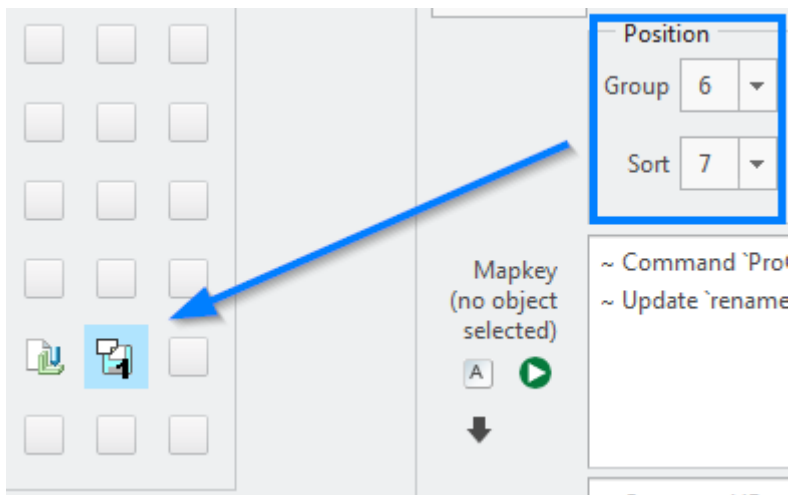 Position
Group 6
Sort 7
Mapkey
(no object
selected)
A
~ Command `Pro
~ Update `rename